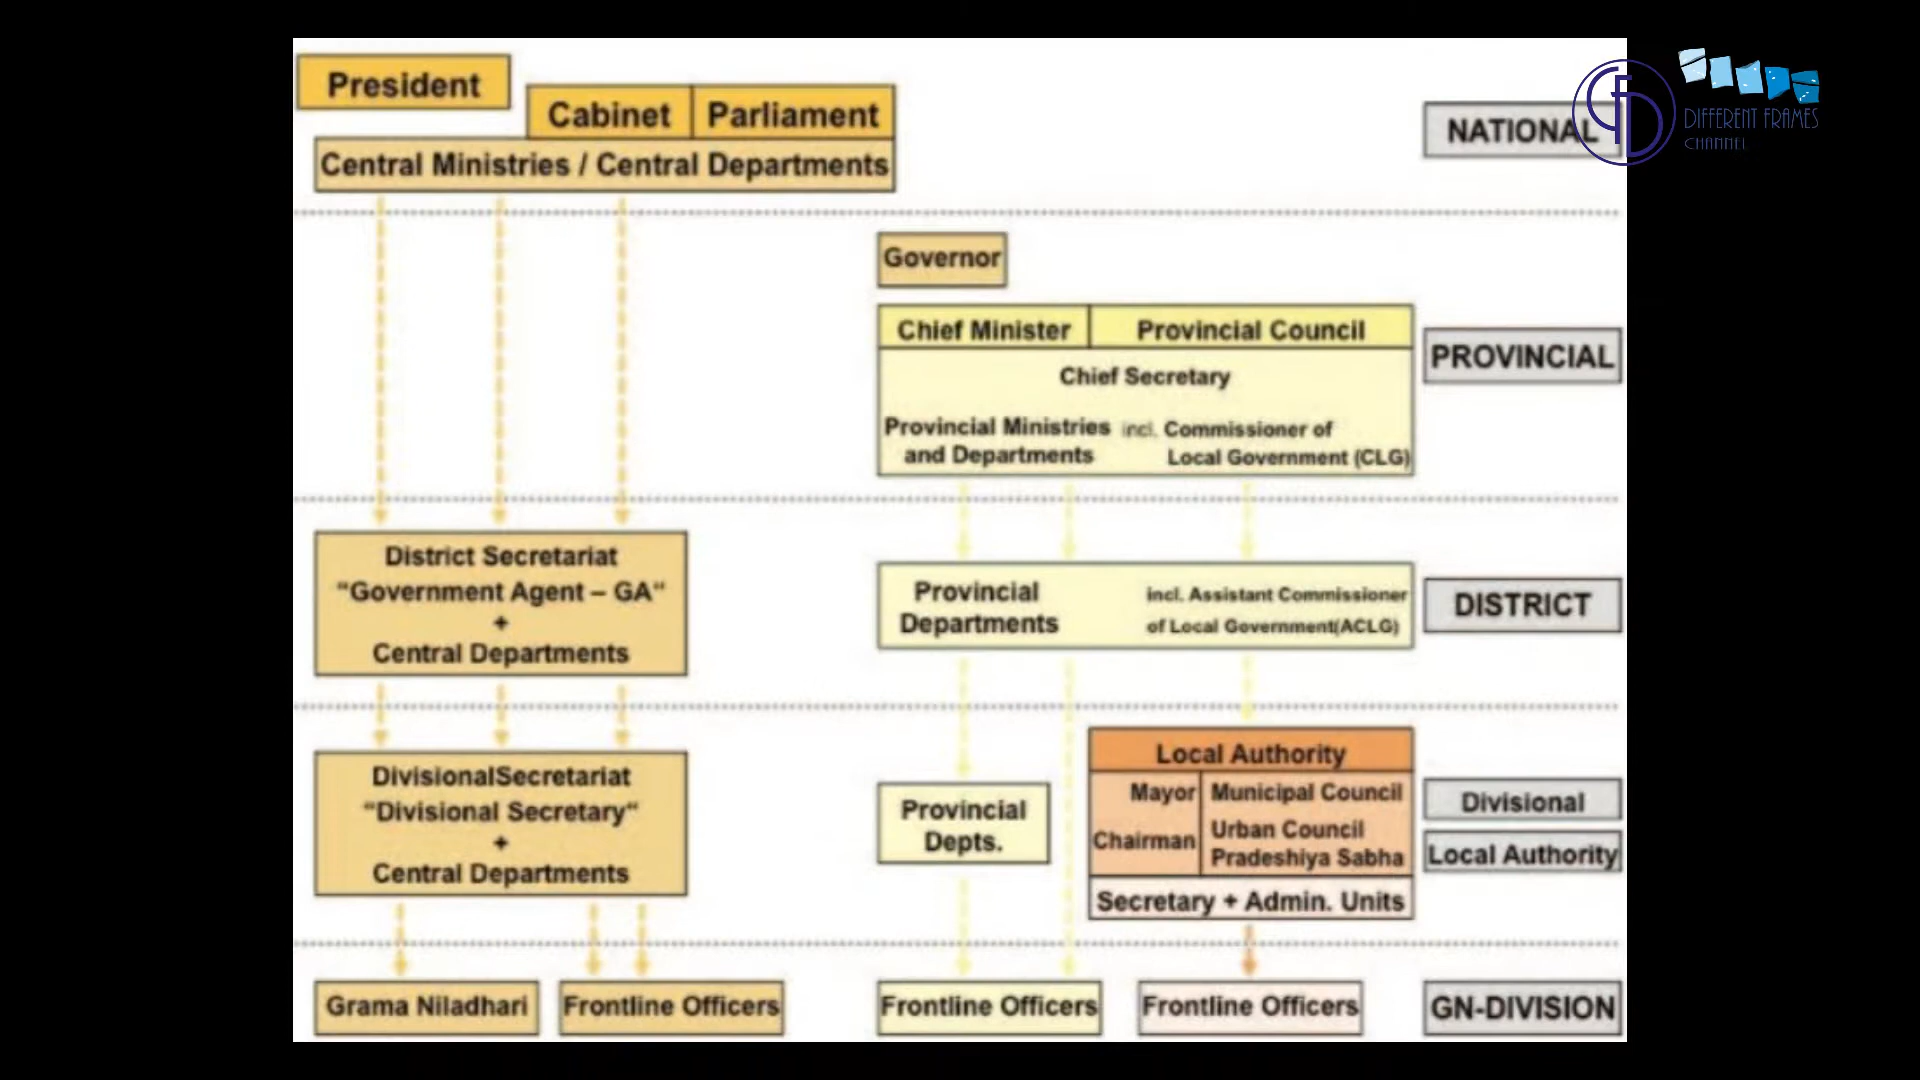 President
Cabinet Parliament
Central Ministries / Central Departments
NATIONAL
DIFFERENT FRAMES
CHANNEL
Governor
Chief Minister Provincial Council
Chief Secretary
Provincial Ministries incl. Commissioner of
and Departments Local Government (CLG)
PROVINCIAL
District Secretariat
"Government Agent – GA"
+
Central Departments
Provincial
Departments
incl. Assistant Commissioner
of Local Government(ACLG)
DISTRICT
DivisionalSecretariat
"Divisional Secretary"
+
Central Departments
Provincial
Depts.
Local Authority
Mayor Municipal Council
Chairman Urban Council
Pradeshiya Sabha
Secretary + Admin. Units
Divisional
Local Authority
Grama Niladhari
Frontline Officers
Frontline Officers
Frontline Officers
GN-DIVISION